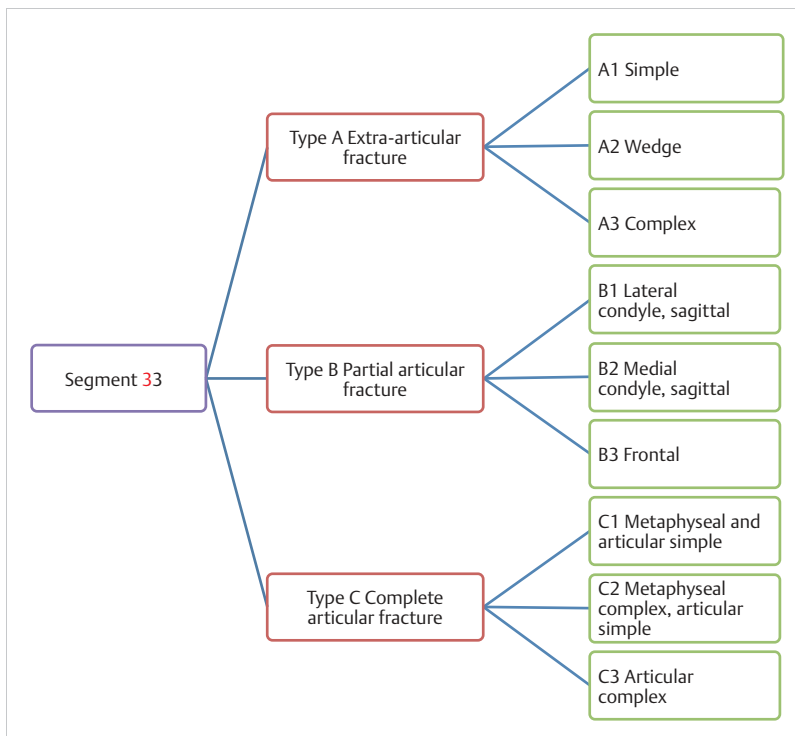 Segment 33
Type A Extra-articular
fracture
A1 Simple
A2 Wedge
A3 Complex
Type B Partial articular
fracture
B1 Lateral
condyle, sagittal
B2 Medial
condyle, sagittal
B3 Frontal
Type C Complete
articular fracture
C1 Metaphyseal and
articular simple
C2 Metaphyseal
complex, articular
simple
C3 Articular
complex